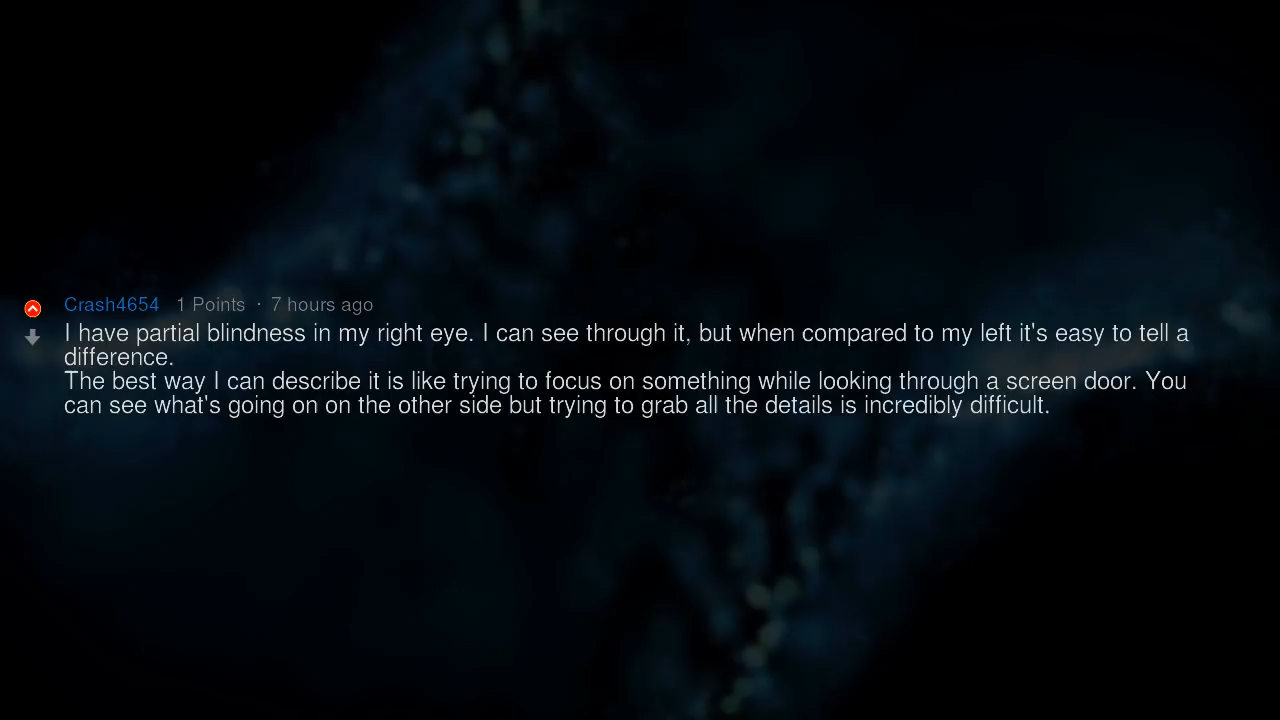 Crash4654 1 Points · 7 hours ago
I have partial blindness in my right eye. I can see through it, but when compared to my left it's easy to tell a
difference.
The best way I can describe it is like trying to focus on something while looking through a screen door. You
can see what's going on on the other side but trying to grab all the details is incredibly difficult.